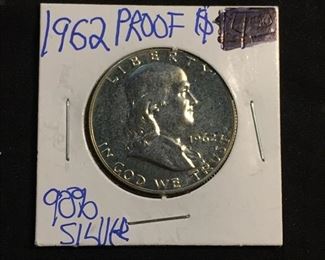 1962 PROOF
LIBERTY
1962
IN GOD WE TRUST
90%
SILVER